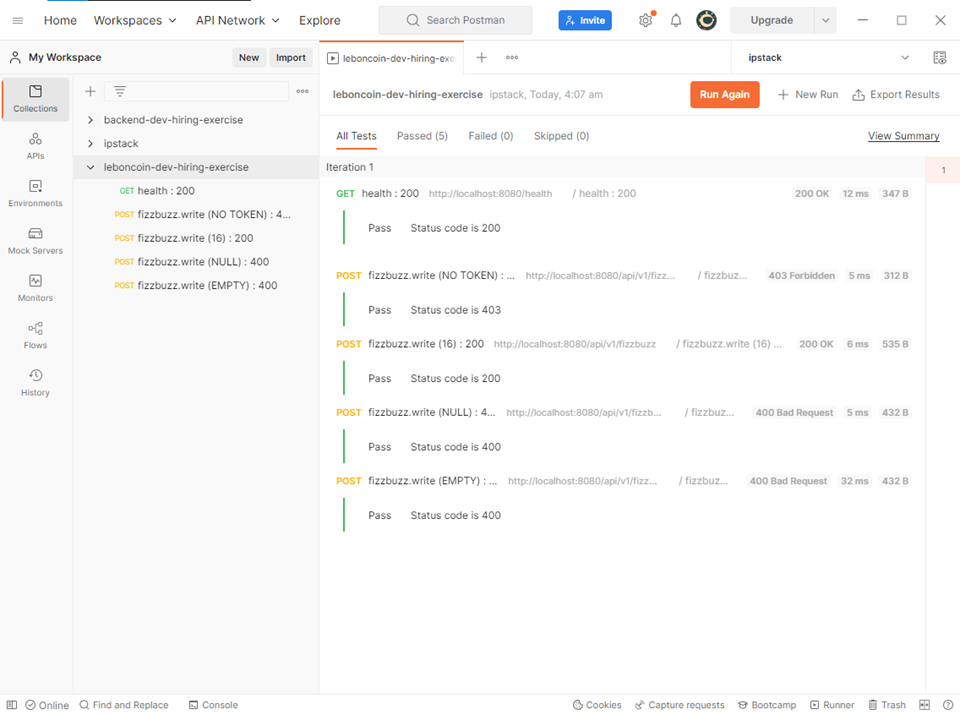 Home Workspaces API Network Explore Search Postman Invite Upgrade
My Workspace New Import leboncoin-dev-hiring-exe ipstack
Collections
APIs
Environments
Mock Servers
Monitors
Flows
History
backend-dev-hiring-exercise
ipstack
leboncoin-dev-hiring-exercise
GET health : 200
POST fizzbuzz.write (NO TOKEN) : 4...
POST fizzbuzz.write (16) : 200
POST fizzbuzz.write (NULL) : 400
POST fizzbuzz.write (EMPTY) : 400
leboncoin-dev-hiring-exercise ipstack, Today, 4:07 am Run Again New Run Export Results
All Tests Passed (5) Failed (0) Skipped (0) View Summary
Iteration 1
1
GET health : 200 http://localhost:8080/health / health : 200 200 OK 12 ms 347 B
Pass Status code is 200
POST fizzbuzz.write (NO TOKEN) : ... http://localhost:8080/api/v1/fizz... / fizzbuz... 403 Forbidden 5 ms 312 B
Pass Status code is 403
POST fizzbuzz.write (16) : 200 http://localhost:8080/api/v1/fizzbuzz / fizzbuzz.write (16) ... 200 OK 6 ms 535 B
Pass Status code is 200
POST fizzbuzz.write (NULL) : 4... http://localhost:8080/api/v1/fizzb... / fizzbuz... 400 Bad Request 5 ms 432 B
Pass Status code is 400
POST fizzbuzz.write (EMPTY) : ... http://localhost:8080/api/v1/fizz... / fizzbuz... 400 Bad Request 32 ms 432 B
Pass Status code is 400
Online Find and Replace Console Cookies Capture requests Bootcamp Runner Trash